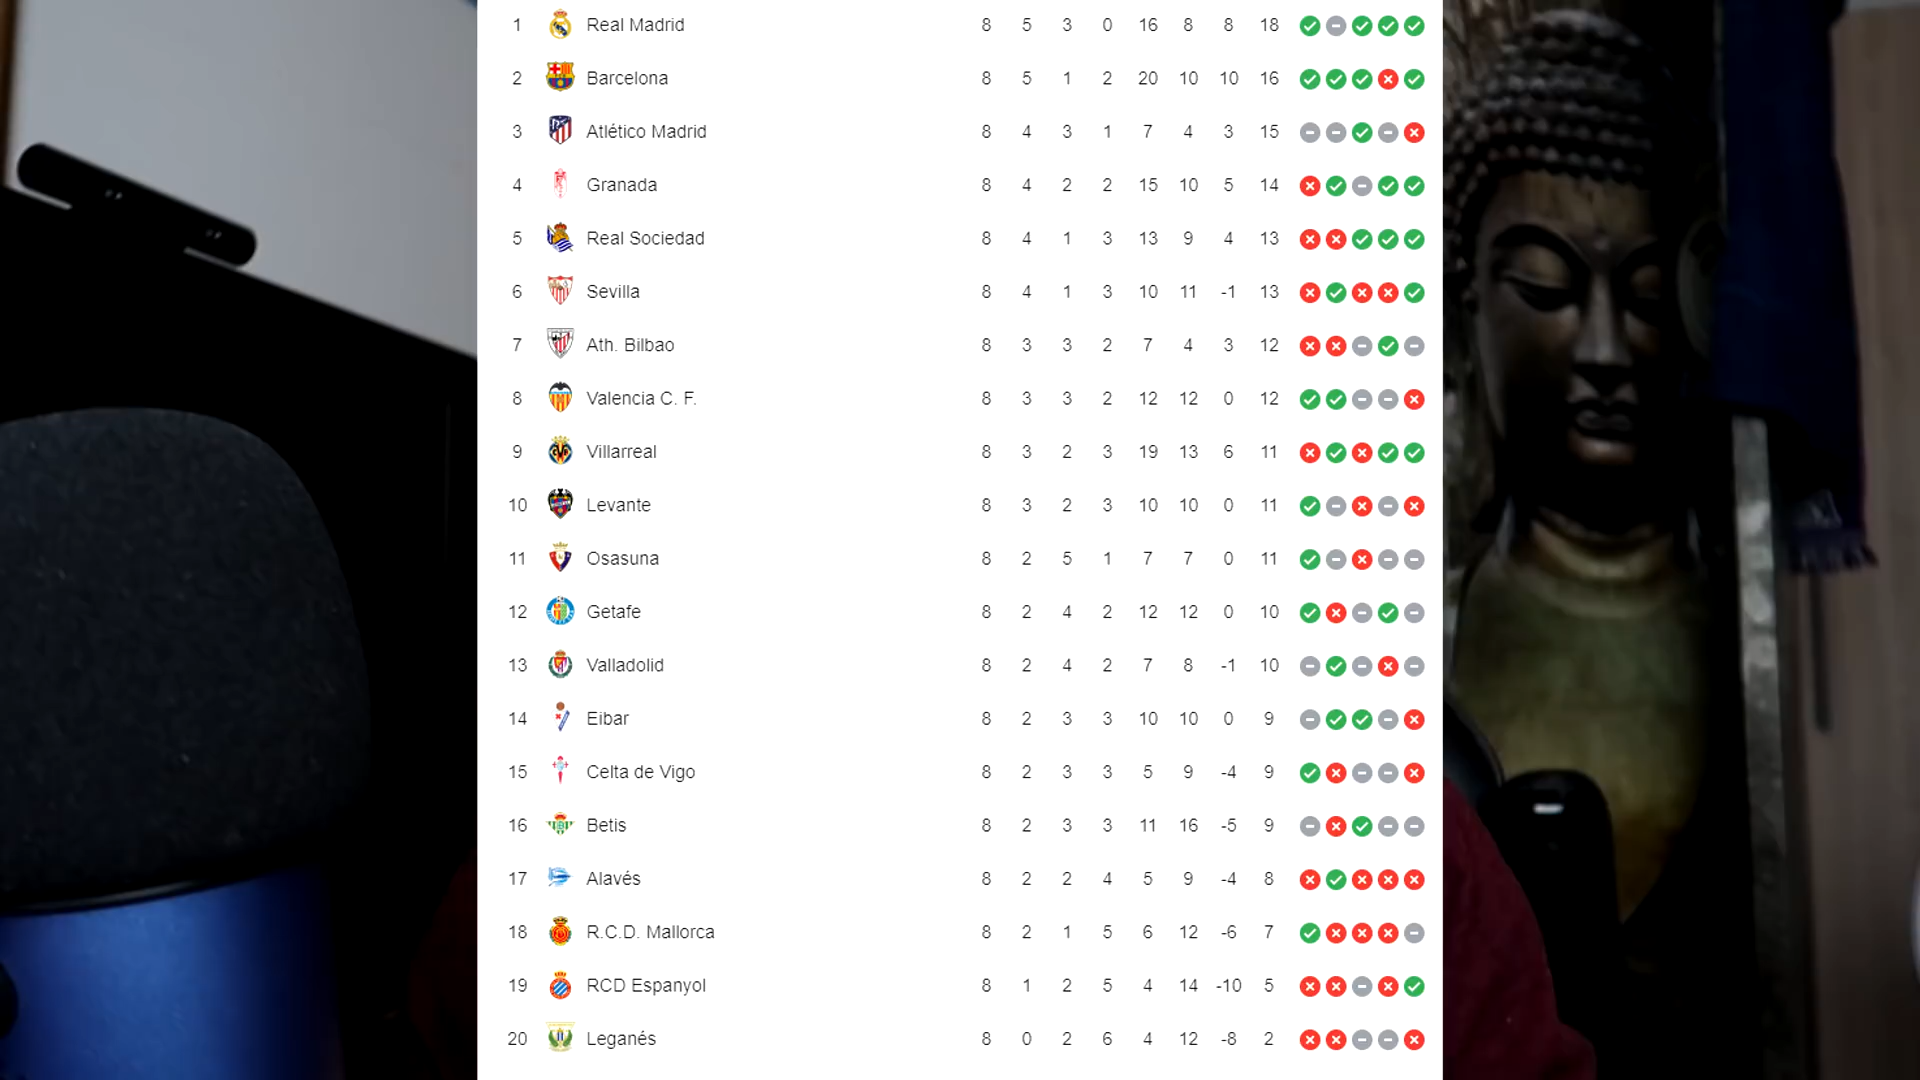 1 Real Madrid 8 5 3 0 16 8 8 18
2 Barcelona 8 5 1 2 20 10 10 16
3 Atlético Madrid 8 4 3 1 7 4 3 15
4 Granada 8 4 2 2 15 10 5 14
5 Real Sociedad 8 4 1 3 13 9 4 13
6 Sevilla 8 4 1 3 10 11 -1 13
7 Ath. Bilbao 8 3 3 2 7 4 3 12
8 Valencia C. F. 8 3 3 2 12 12 0 12
9 Villarreal 8 3 2 3 19 13 6 11
10 Levante 8 3 2 3 10 10 0 11
11 Osasuna 8 2 5 1 7 7 0 11
12 Getafe 8 2 4 2 12 12 0 10
13 Valladolid 8 2 4 2 7 8 -1 10
14 Eibar 8 2 3 3 10 10 0 9
15 Celta de Vigo 8 2 3 3 5 9 -4 9
16 Betis 8 2 3 3 11 16 -5 9
17 Alavés 8 2 2 4 5 9 -4 8
18 R.C.D. Mallorca 8 2 1 5 6 12 -6 7
19 RCD Espanyol 8 1 2 5 4 14 -10 5
20 Leganés 8 0 2 6 4 12 -8 2